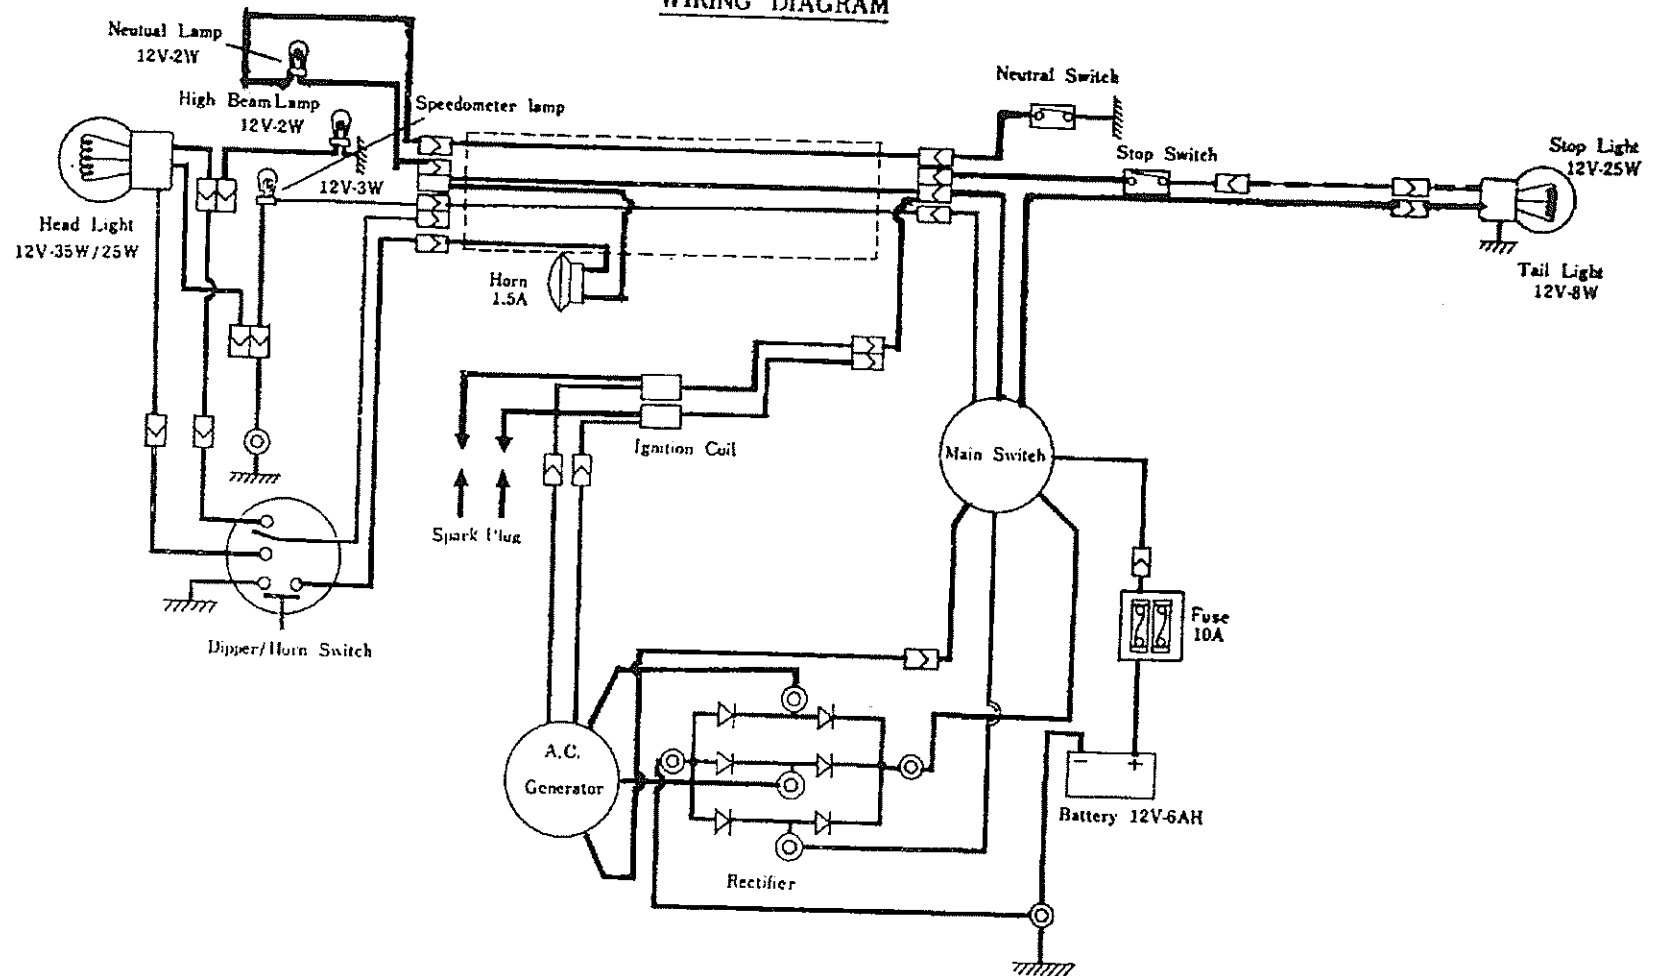 WIRING DIAGRAM
Neutual Lamp
12V-2W
High Beam Lamp
12V-2W
Speedometer lamp
12V-3W
Head Light
12V-35W/25W
Horn
1.5A
Neutral Switch
Stop Switch
Stop Light
12V-25W
Tail Light
12V-8W
Ignition Coil
Spark Plug
Main Switch
Dipper/Horn Switch
Fuse
10A
A.C.
Generator
- +
Battery 12V-6AH
Rectifier